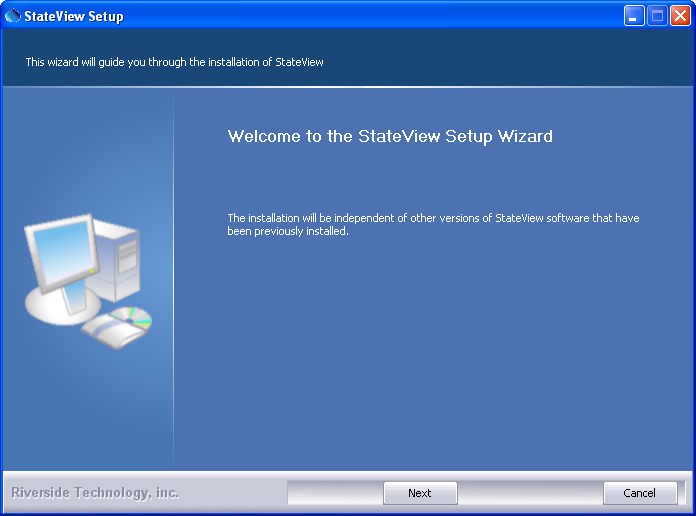 StateView Setup
This wizard will guide you through the installation of StateView
Welcome to the StateView Setup Wizard
The installation will be independent of other versions of StateView software that have
been previously installed.
Riverside Technology, inc.
Next
Cancel